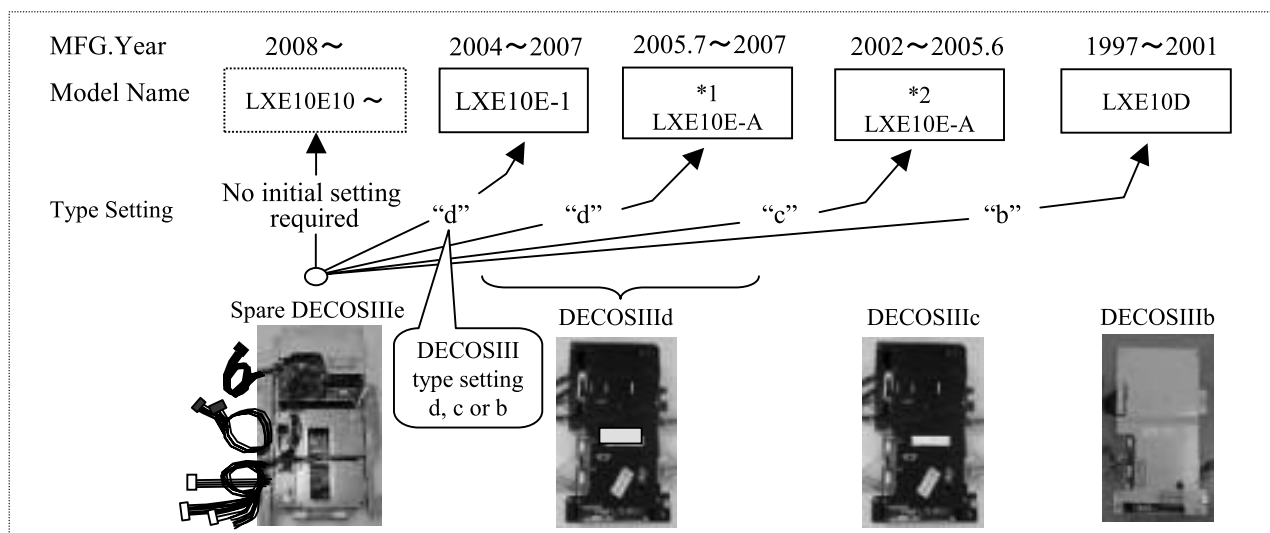 MFG.Year 2008～ 2004～2007 2005.7～2007 2002～2005.6 1997～2001
Model Name LXE10E10 ～ LXE10E-1 *1 LXE10E-A *2 LXE10E-A LXE10D
No initial setting
required
Type Setting “d” “d” “c” “b”
Spare DECOSIIIe DECOSIIId DECOSIIIc DECOSIIIb
DECOSIII
type setting
d, c or b